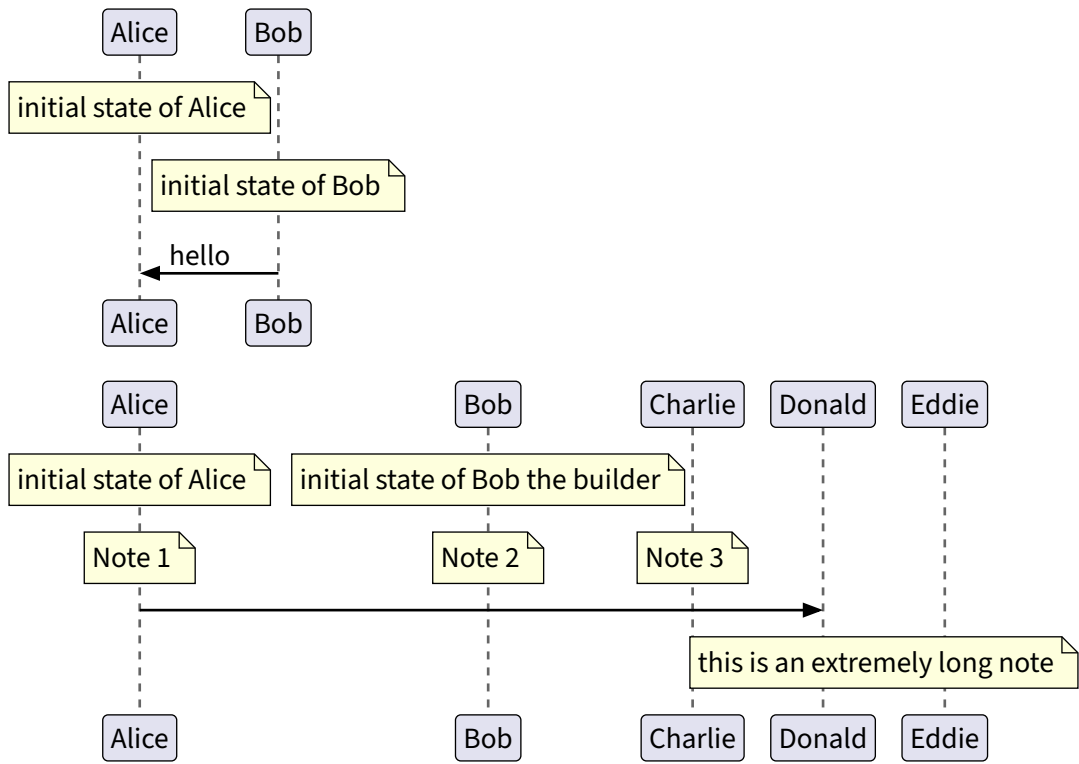 Alice Bob
initial state of Alice
initial state of Bob
hello
Alice Bob
Alice Bob Charlie Donald Eddie
initial state of Alice initial state of Bob the builder
Note 1 Note 2 Note 3
this is an extremely long note
Alice Bob Charlie Donald Eddie